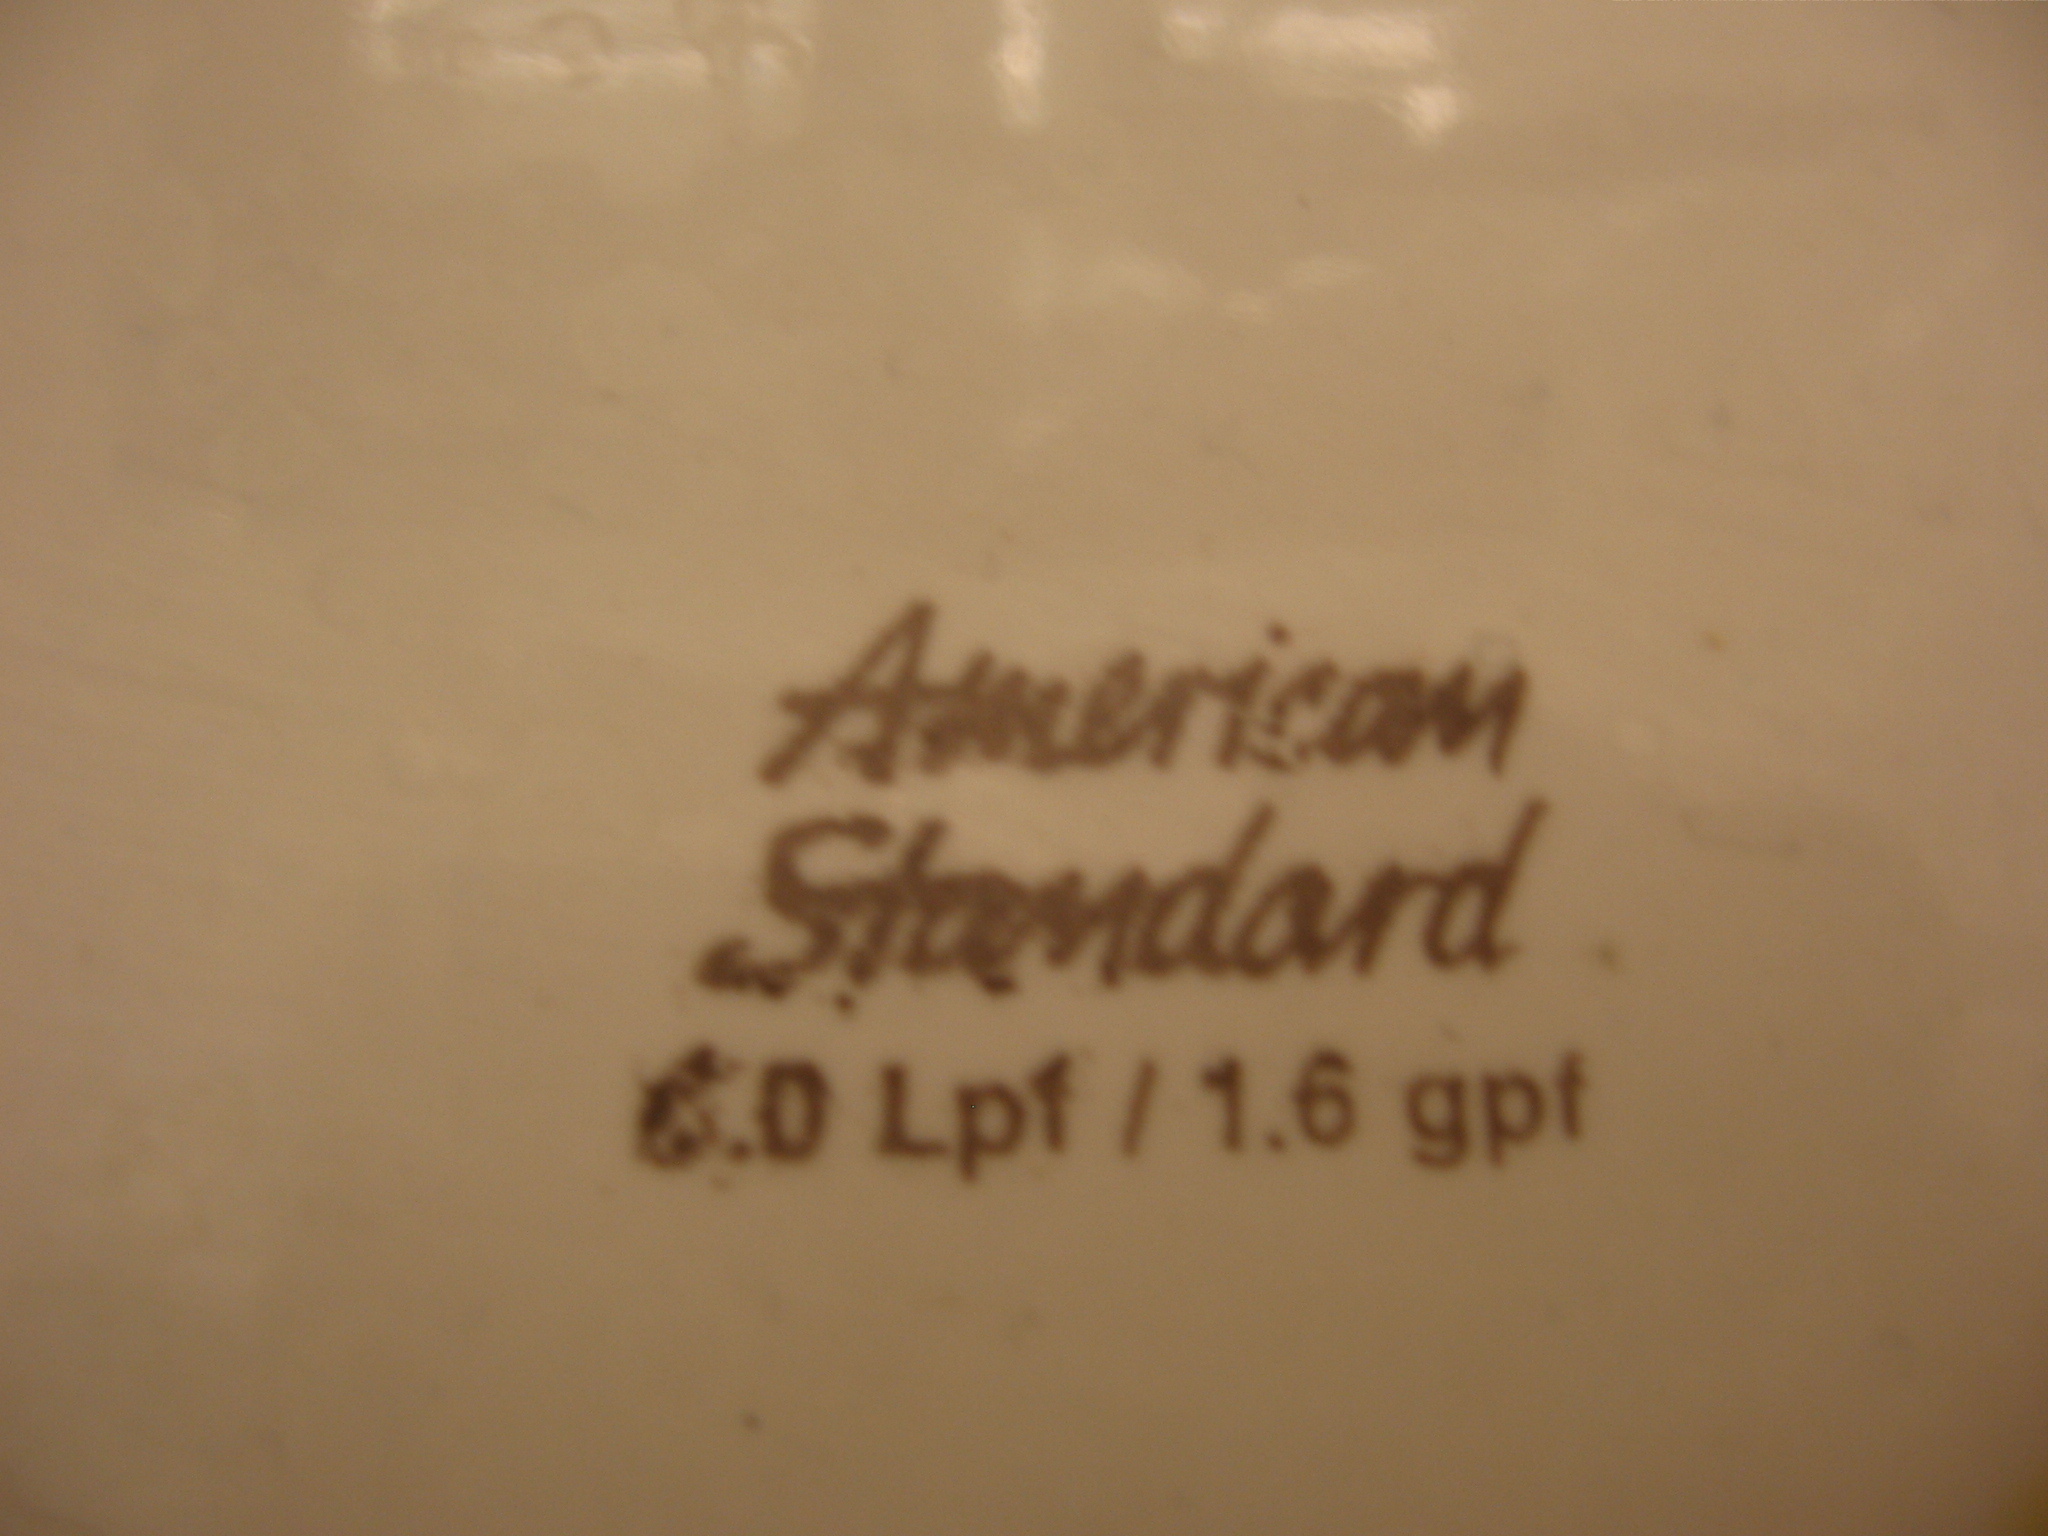 American
Standard
6.0 Lpf / 1.6 gpf